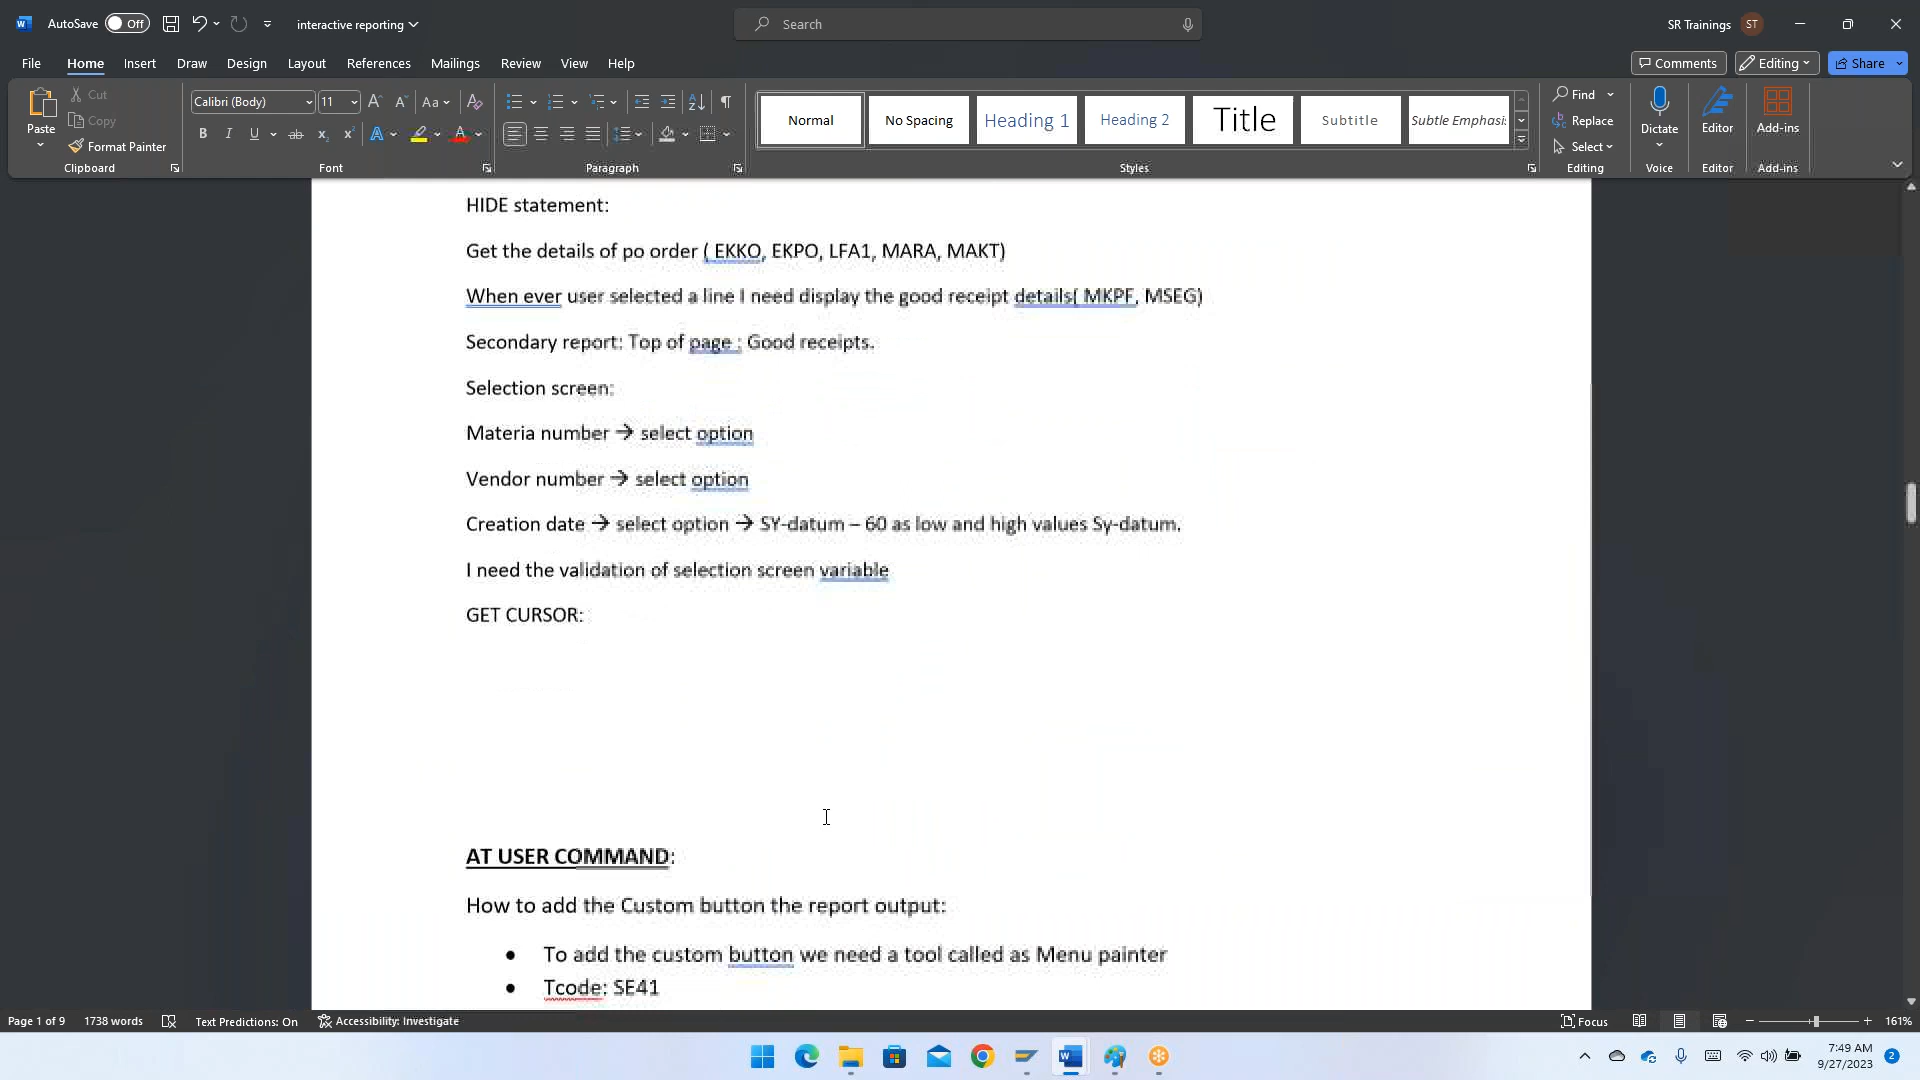 AutoSave Off interactive reporting Search SR Trainings ST
File Home Insert Draw Design Layout References Mailings Review View Help Comments Editing Share
Paste Cut Copy Format Painter
Calibri (Body) 11
Normal No Spacing Heading 1 Heading 2 Title Subtitle Subtle Emphasi:
Find Replace Select Dictate Editor Add-ins
Clipboard Font Paragraph Styles Editing Voice Editor Add-ins
HIDE statement:
Get the details of po order ( EKKO, EKPO, LFA1, MARA, MAKT)
When ever user selected a line I need display the good receipt details( MKPF, MSEG)
Secondary report: Top of page : Good receipts.
Selection screen:
Materia number → select option
Vendor number → select option
Creation date → select option → SY-datum – 60 as low and high values Sy-datum.
I need the validation of selection screen variable
GET CURSOR:
AT USER COMMAND:
How to add the Custom button the report output:
• To add the custom button we need a tool called as Menu painter
• Tcode: SE41
Page 1 of 9 1738 words Text Predictions: On Accessibility: Investigate Focus 161%
7:49 AM
9/27/2023
2